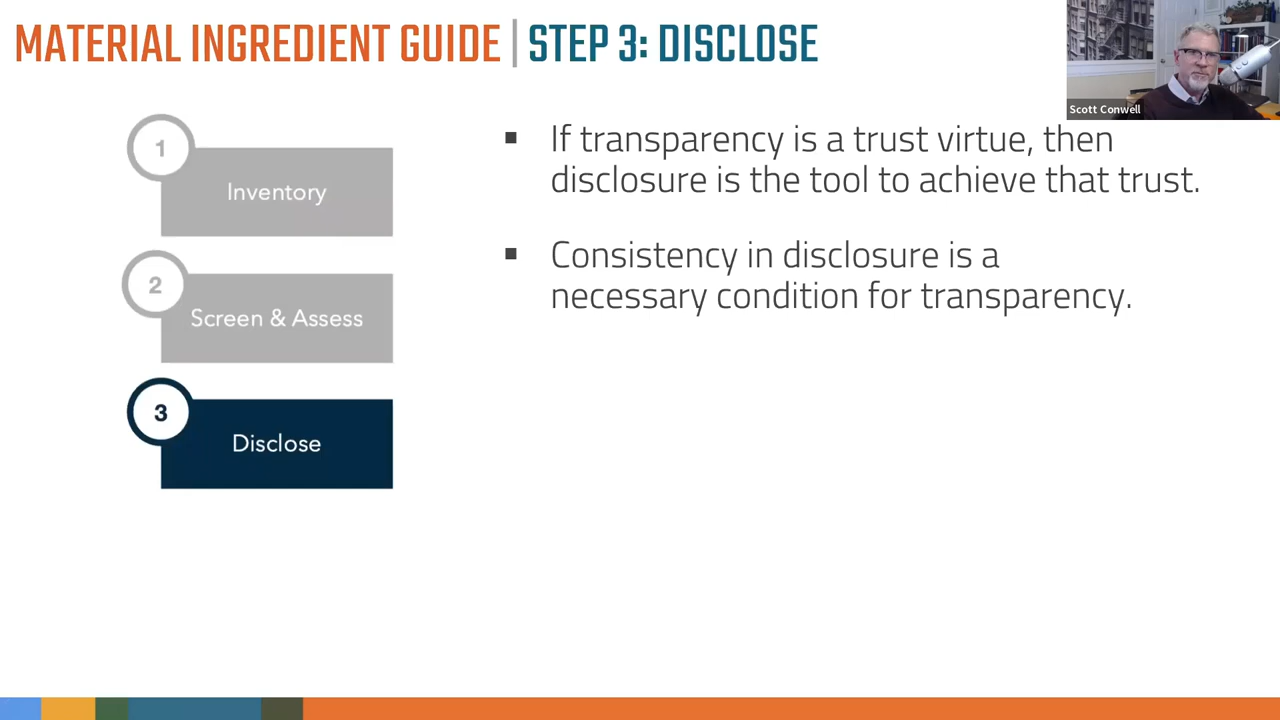 MATERIAL INGREDIENT GUIDE | STEP 3: DISCLOSE
Scott Conwell
1
Inventory
2
Screen & Assess
3
Disclose
▪ If transparency is a trust virtue, then
disclosure is the tool to achieve that trust.
▪ Consistency in disclosure is a
necessary condition for transparency.